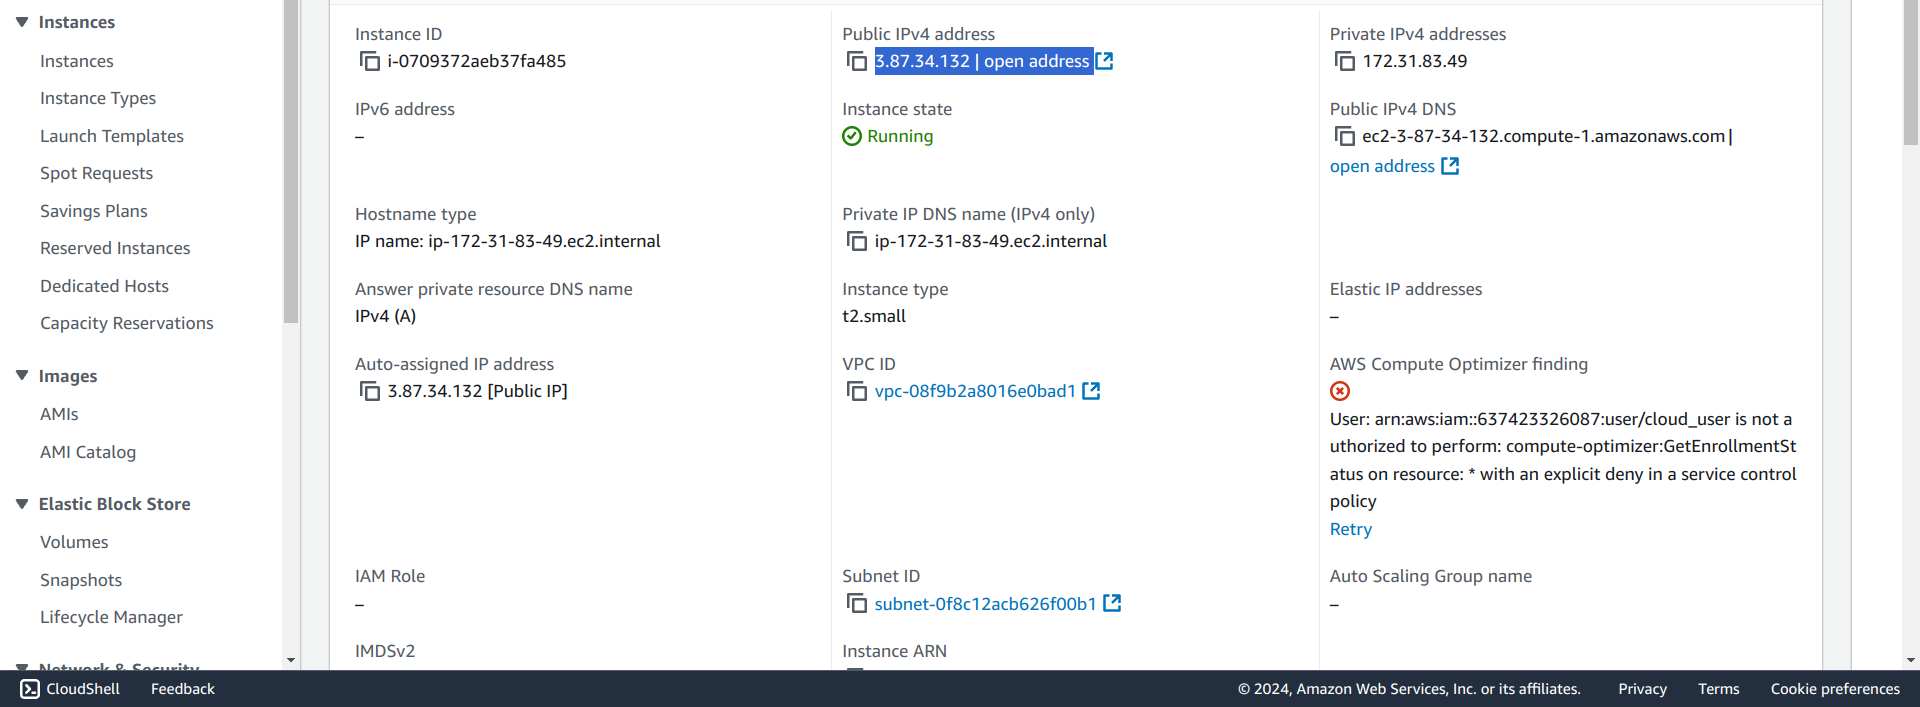 Instances
Instances
Instance Types
Launch Templates
Spot Requests
Savings Plans
Reserved Instances
Dedicated Hosts
Capacity Reservations
Images
AMIs
AMI Catalog
Elastic Block Store
Volumes
Snapshots
Lifecycle Manager
Network & Security
Instance ID
i-0709372aeb37fa485
Public IPv4 address
3.87.34.132 | open address
Private IPv4 addresses
172.31.83.49
IPv6 address
–
Instance state
Running
Public IPv4 DNS
ec2-3-87-34-132.compute-1.amazonaws.com |
open address
Hostname type
IP name: ip-172-31-83-49.ec2.internal
Private IP DNS name (IPv4 only)
ip-172-31-83-49.ec2.internal
Answer private resource DNS name
IPv4 (A)
Instance type
t2.small
Elastic IP addresses
–
Auto-assigned IP address
3.87.34.132 [Public IP]
VPC ID
vpc-08f9b2a8016e0bad1
AWS Compute Optimizer finding
User: arn:aws:iam::637423326087:user/cloud_user is not a
uthorized to perform: compute-optimizer:GetEnrollmentSt
atus on resource: * with an explicit deny in a service control
policy
Retry
IAM Role
–
Subnet ID
subnet-0f8c12acb626f00b1
Auto Scaling Group name
–
IMDSv2
Instance ARN
CloudShell
Feedback
© 2024, Amazon Web Services, Inc. or its affiliates.
Privacy
Terms
Cookie preferences